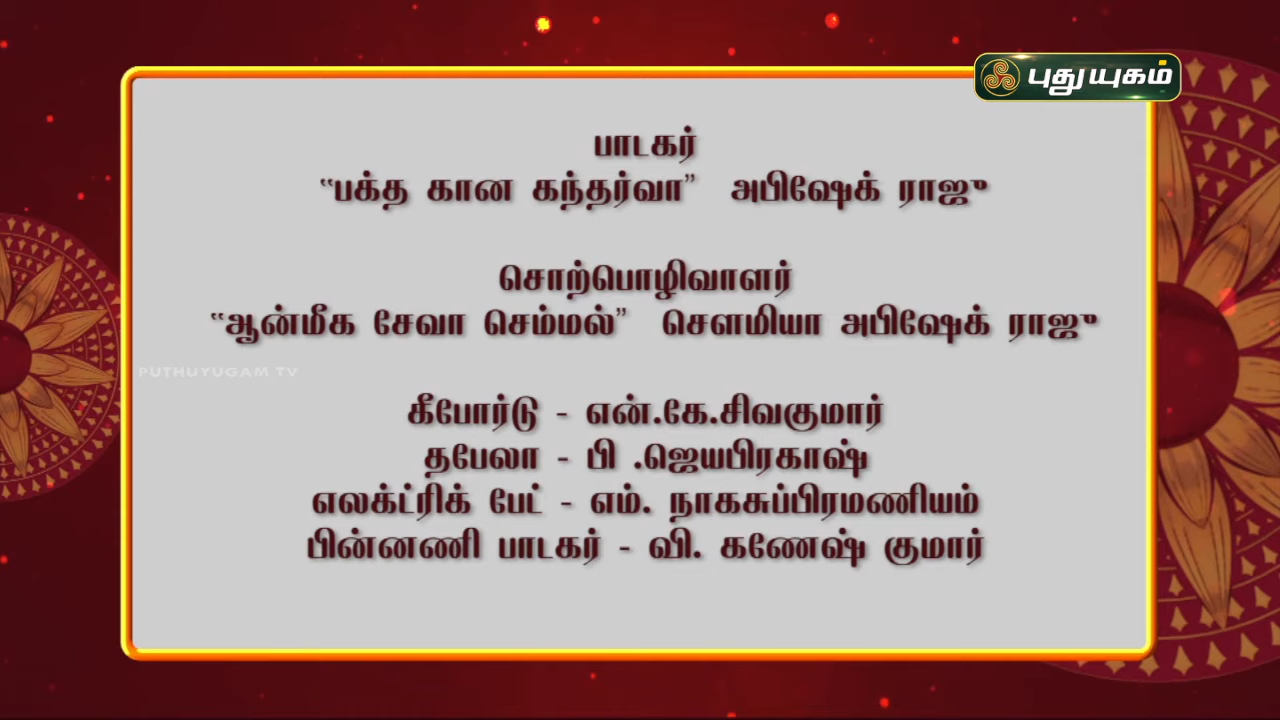 புதுயுகம்
பாடகர்
“பக்த கான கந்தர்வா” அபிஷேக் ராஜு
சொற்பொழிவாளர்
“ஆன்மீக சேவா செம்மல்” சௌமியா அபிஷேக் ராஜு
PUTHUYUGAM TV
கீபோர்டு - என்.கே.சிவகுமார்
தபேலா - பி .ஜெயபிரகாஷ்
எலக்ட்ரிக் பேட் - எம். நாகசுப்பிரமணியம்
பின்னணி பாடகர் - வி. கணேஷ் குமார்